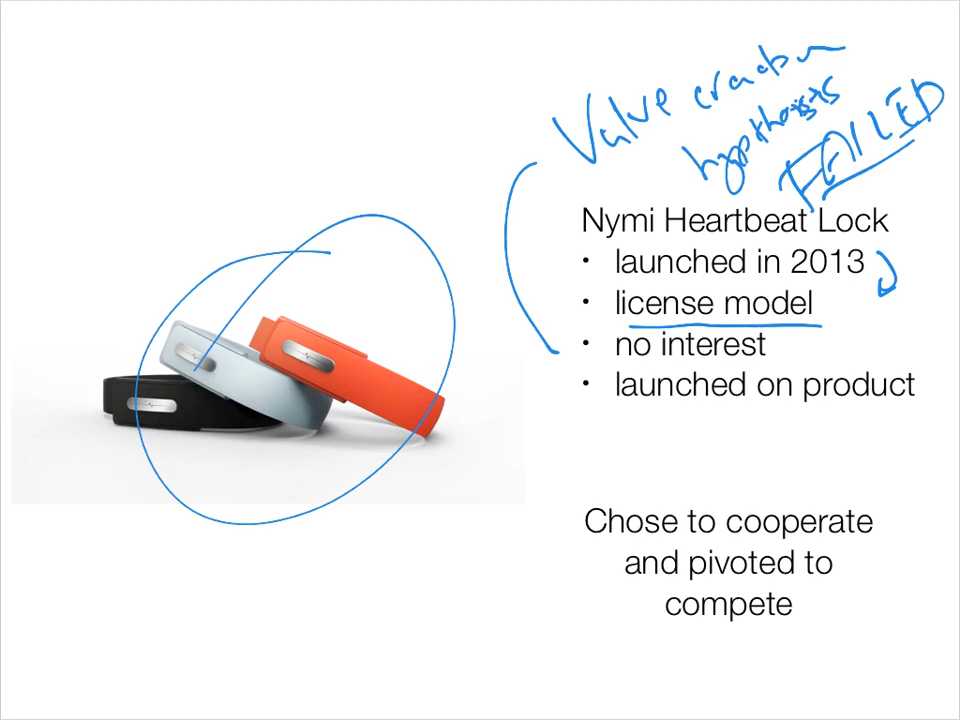 Value creation
hypothesis
FAILED
Nymi Heartbeat Lock
• launched in 2013
• license model
• no interest
• launched on product
Chose to cooperate
and pivoted to
compete